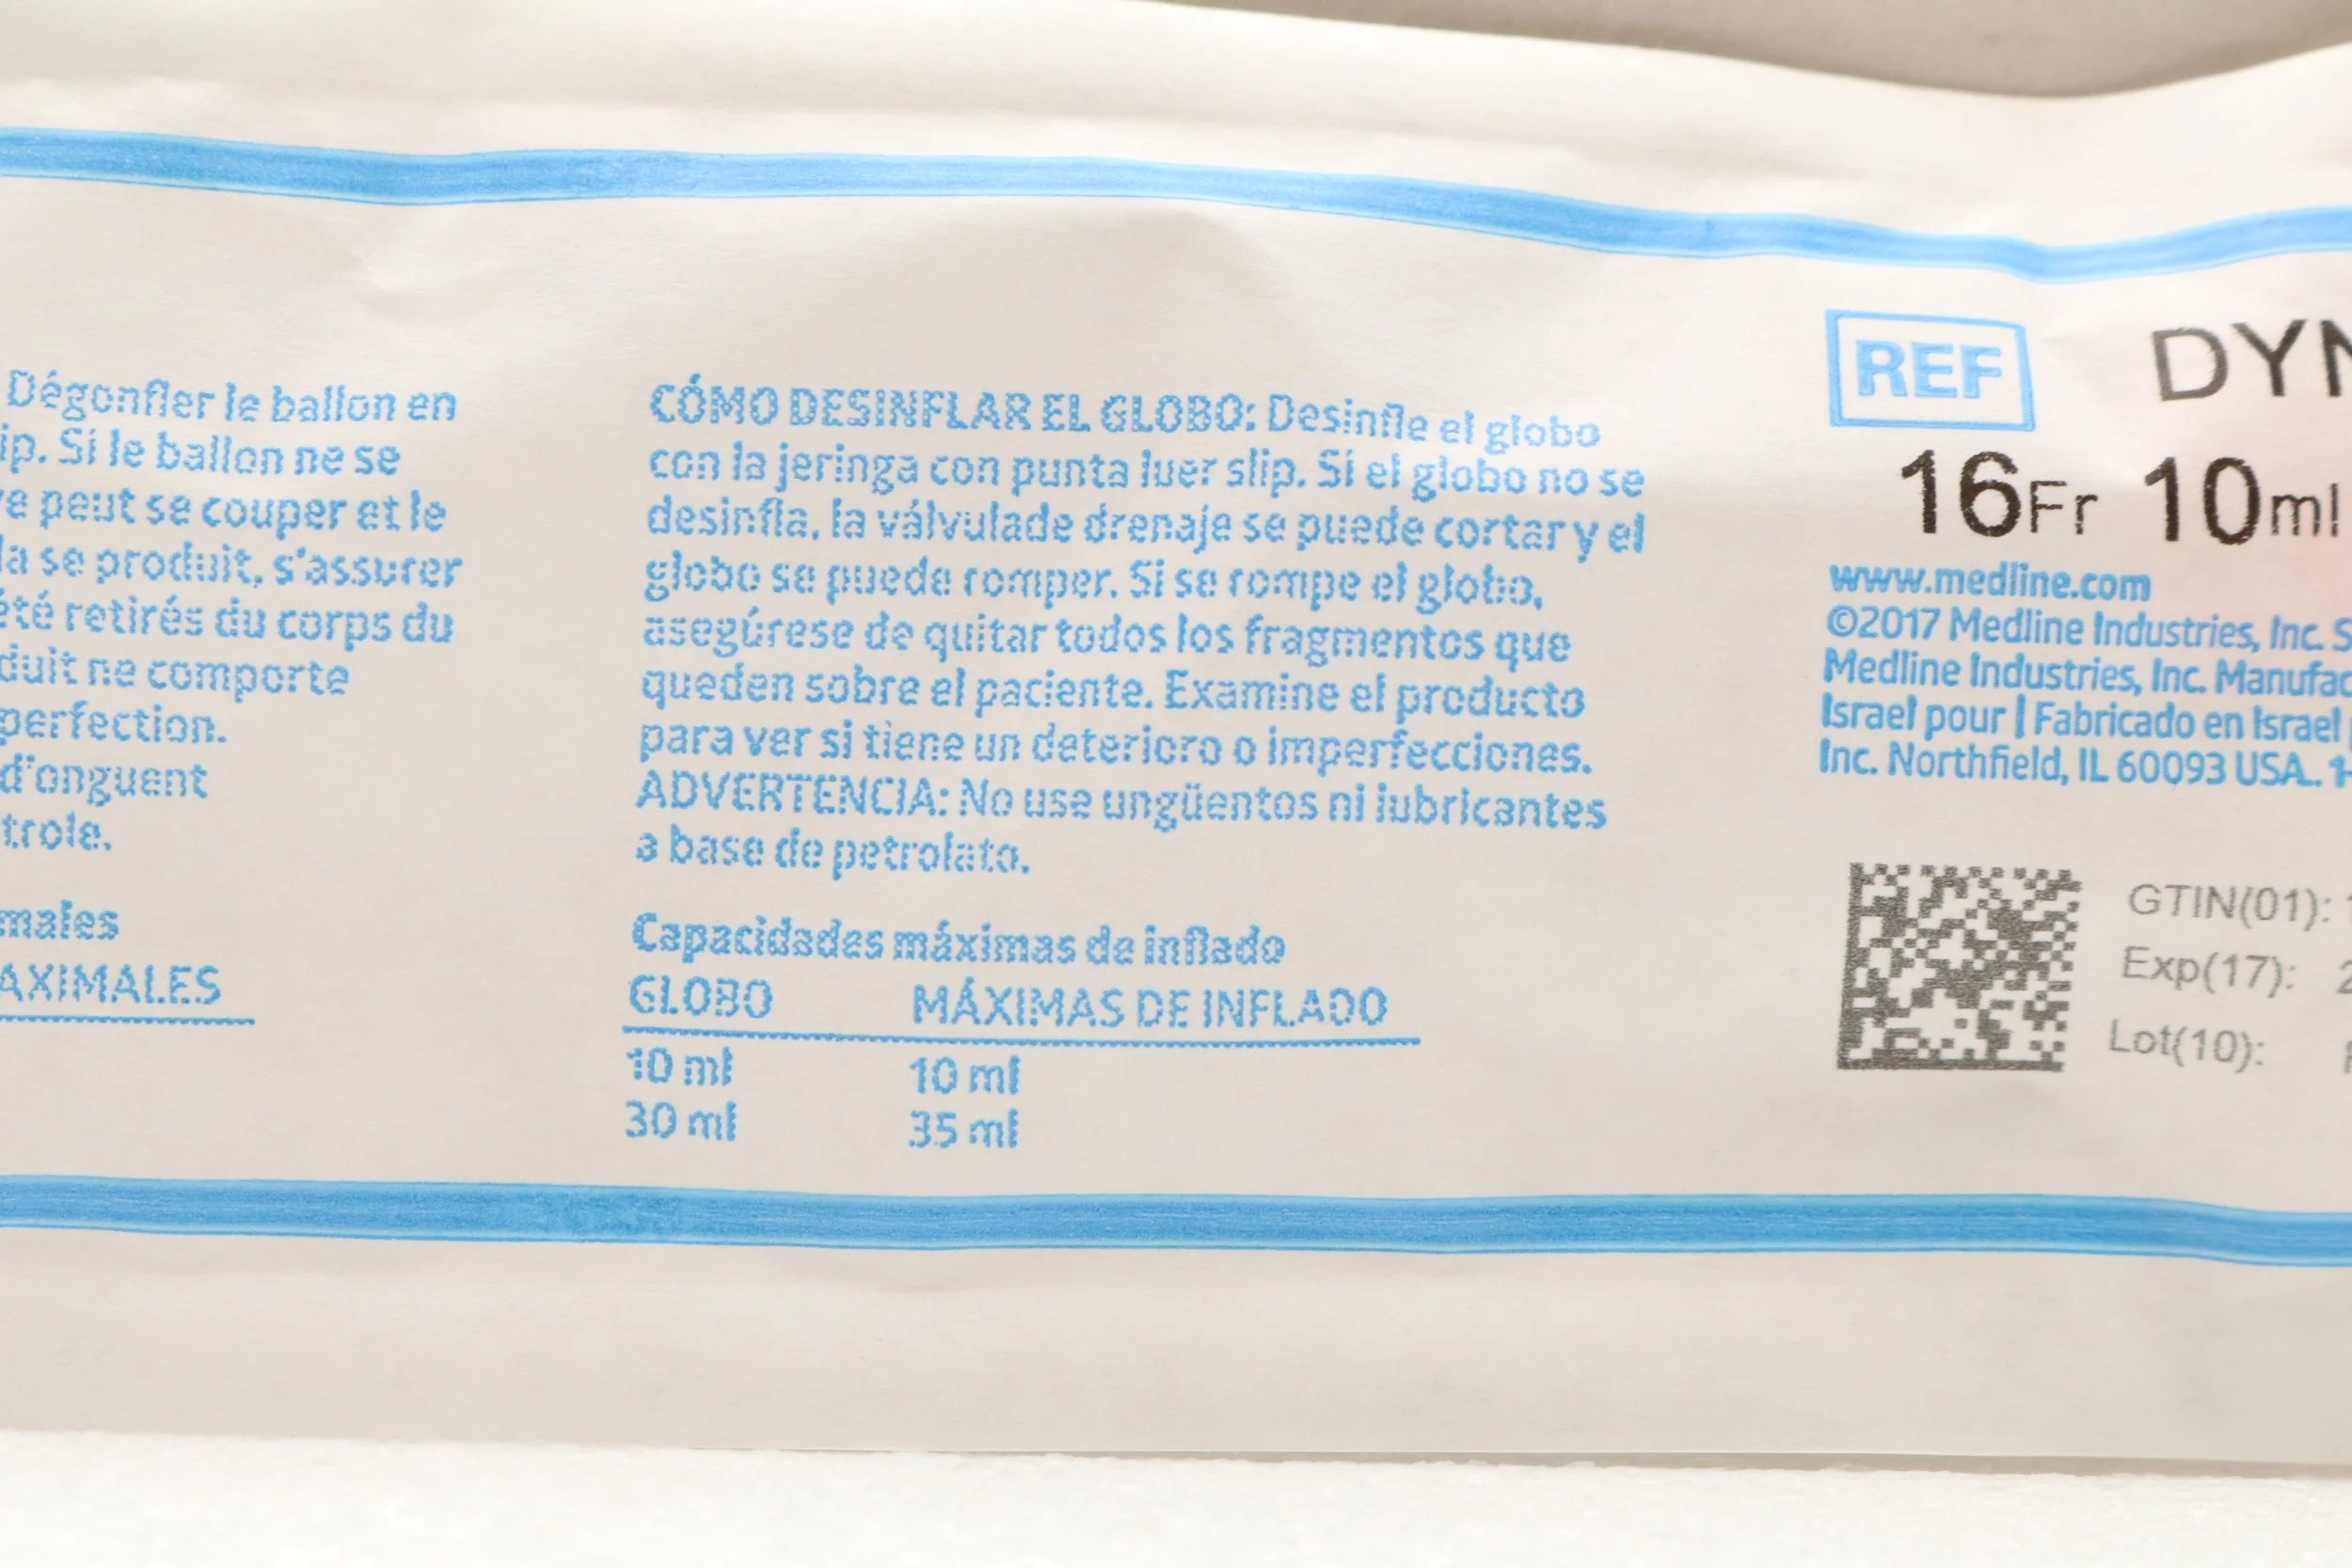 Dégonfler le ballon en
ip. Si le ballon ne se
ve peut se couper et le
la se produit, s'assurer
été retirés du corps du
duit ne comporte
perfection.
d'onguent
trole.
males
AXIMALES
CÓMO DESINFLAR EL GLOBO: Desinfle el globo
con la jeringa con punta luer slip. Si el globo no se
desinfla, la válvulade drenaje se puede cortar y el
globo se puede romper. Si se rompe el globo,
asegúrese de quitar todos los fragmentos que
queden sobre el paciente. Examine el producto
para ver si tiene un deterioro o imperfecciones.
ADVERTENCIA: No use ungüentos ni lubricantes
a base de petrolato.
Capacidades máximas de inflado
GLOBO MÁXIMAS DE INFLADO
10 ml 10 ml
30 ml 35 ml
REF DYN
16Fr 10ml
www.medline.com
©2017 Medline Industries, Inc. S
Medline Industries, Inc. Manufac
Israel pour | Fabricado en Israel p
Inc. Northfield, IL 60093 USA. 1-
GTIN(01): 1
Exp(17): 2
Lot(10):